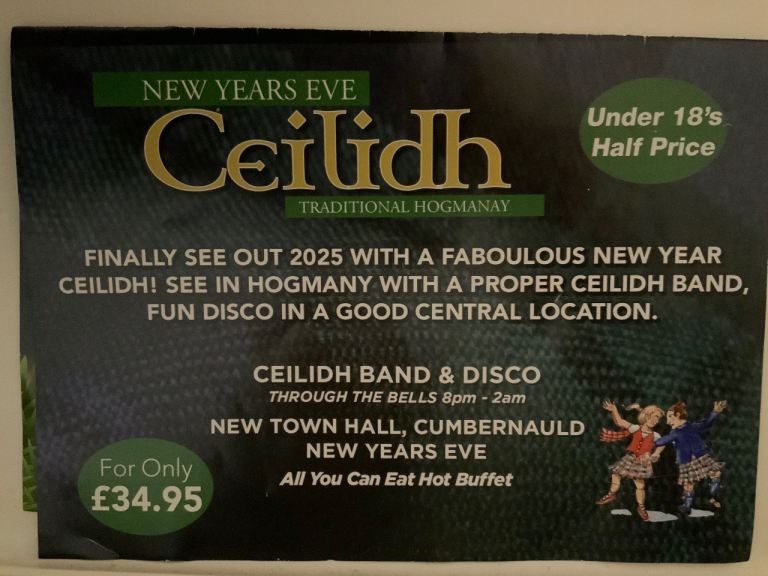 NEW YEARS EVE
Ceilidh
TRADITIONAL HOGMANAY
Under 18's
Half Price
FINALLY SEE OUT 2025 WITH A FABOULOUS NEW YEAR
CEILIDH! SEE IN HOGMANY WITH A PROPER CEILIDH BAND,
FUN DISCO IN A GOOD CENTRAL LOCATION.
CEILIDH BAND & DISCO
THROUGH THE BELLS 8pm - 2am
NEW TOWN HALL, CUMBERNAULD
NEW YEARS EVE
All You Can Eat Hot Buffet
For Only
£34.95